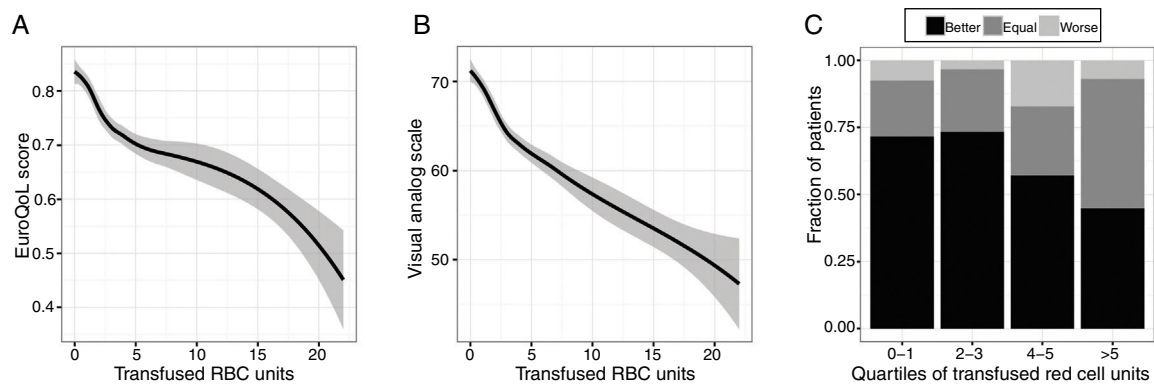 A
EuroQoL score
0.8
0.7
0.6
0.5
0.4
0 5 10 15 20
Transfused RBC units
B
Visual analog scale
70
60
50
0 5 10 15 20
Transfused RBC units
C
Better Equal Worse
Fraction of patients
1.00
0.75
0.50
0.25
0.00
0−1 2−3 4−5 >5
Quartiles of transfused red cell units